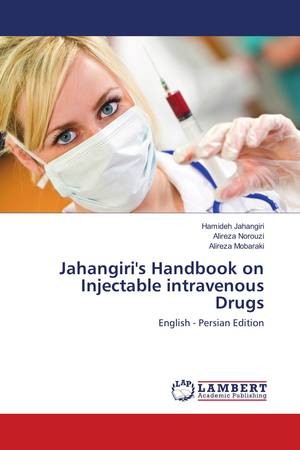 Hamideh Jahangiri
Alireza Norouzi
Alireza Mobaraki
Jahangiri's Handbook on
Injectable intravenous
Drugs
English - Persian Edition
LAP LAMBERT
Academic Publishing